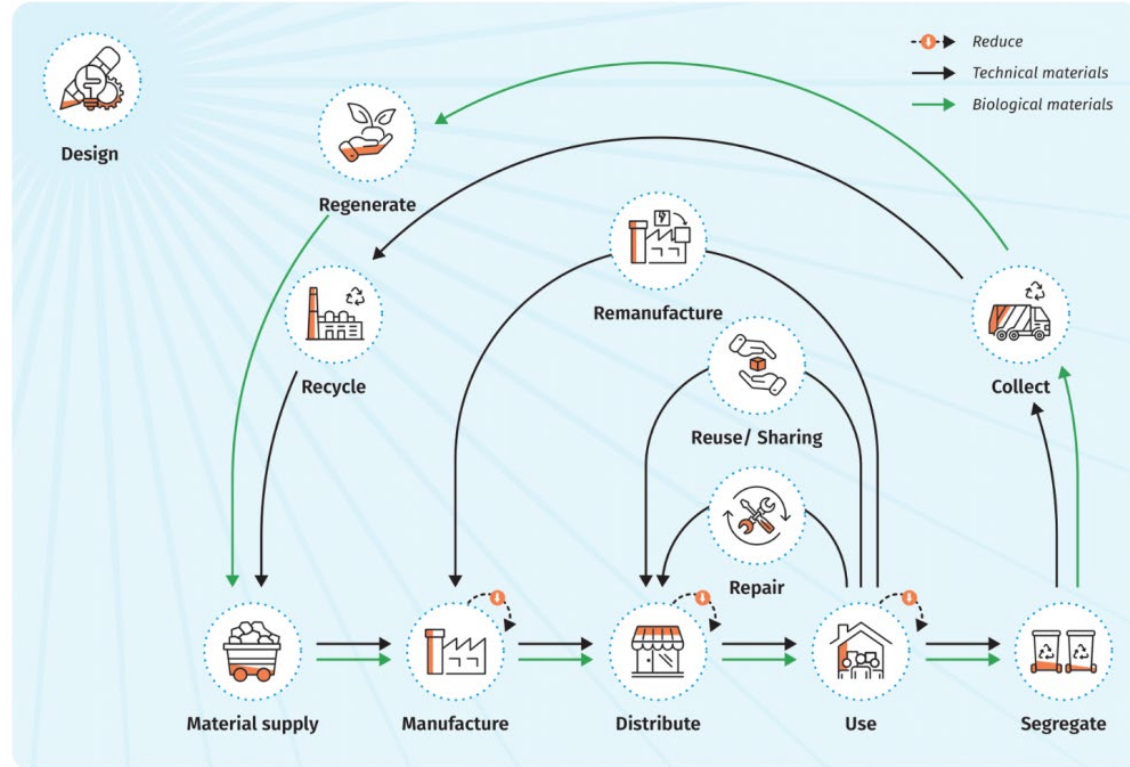 Design
Reduce
Technical materials
Biological materials
Regenerate
Recycle
Remanufacture
Reuse/ Sharing
Repair
Collect
Material supply
Manufacture
Distribute
Use
Segregate